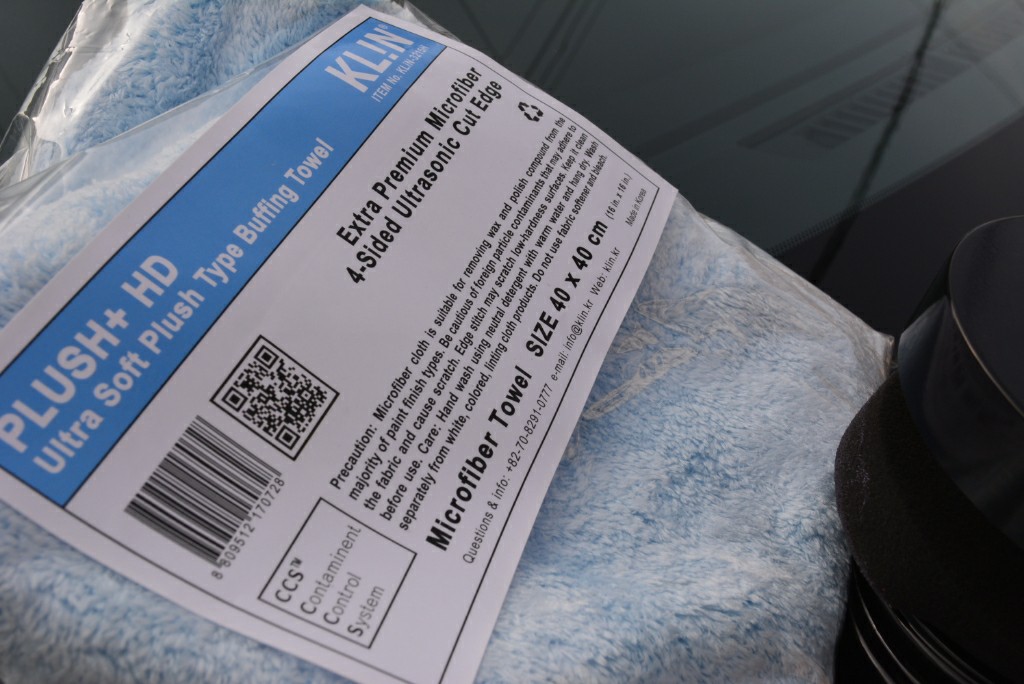 KLIN™
ITEM No. KLIN-320SH
PLUSH+ HD
Ultra Soft Plush Type Buffing Towel
Extra Premium Microfiber
4-Sided Ultrasonic Cut Edge
8 809512 170728
Precaution: Microfiber cloth is suitable for removing wax and polish compound from the
majority of paint finish types. Be cautious of foreign particle contaminants that may adhere to
the fabric and cause scratch. Edge stitch may scratch low-hardness surfaces. Keep it clean
before use. Care: Hand wash using neutral detergent with warm water and hang dry. Wash
separately from white, colored, linting cloth products. Do not use fabric softener and bleach.
CCS™
Contaminent
Control
System
Microfiber Towel SIZE 40 x 40 cm (16 in. x 16 in.)
Questions & info: +82-70-8291-0777 e-mail: info@klin.kr Web: klin.kr
Made in Korea